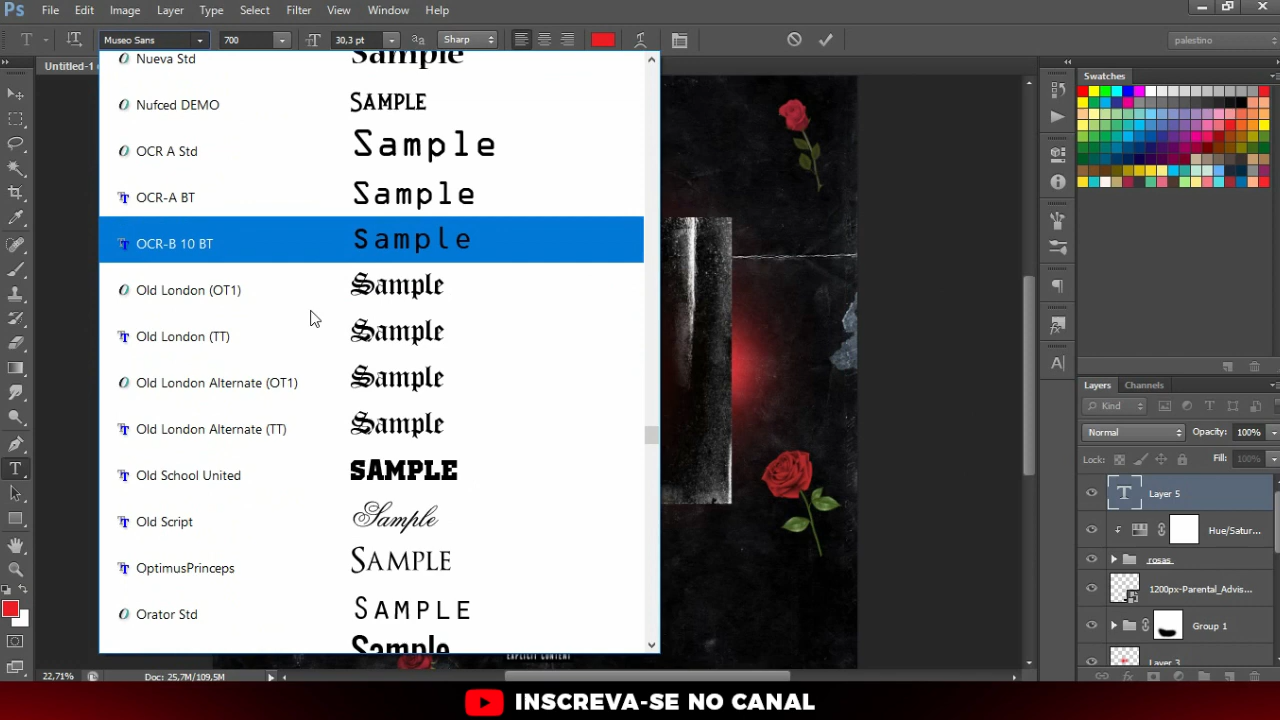 Ps File Edit Image Layer Type Select Filter View Window Help
T Museo Sans 700 30,3 pt aa Sharp palestino
Untitled-1
Nueva Std Sample
Nufced DEMO SAMPLE
OCR A Std Sample
OCR-A BT Sample
OCR-B 10 BT Sample
Old London (OT1) Sample
Old London (TT) Sample
Old London Alternate (OT1) Sample
Old London Alternate (TT) Sample
Old School United SAMPLE
Old Script Sample
OptimusPrinceps SAMPLE
Orator Std SAMPLE
Sample
Swatches
Layers Channels
Kind
Normal Opacity: 100%
Lock: Fill: 100%
T Layer 5
Hue/Satur...
rosas
1200px-Parental_Advis...
Group 1
Layer 3
EXPLICIT CONTENT
22,71% Doc: 25,7M/109,5M
INSCREVA-SE NO CANAL